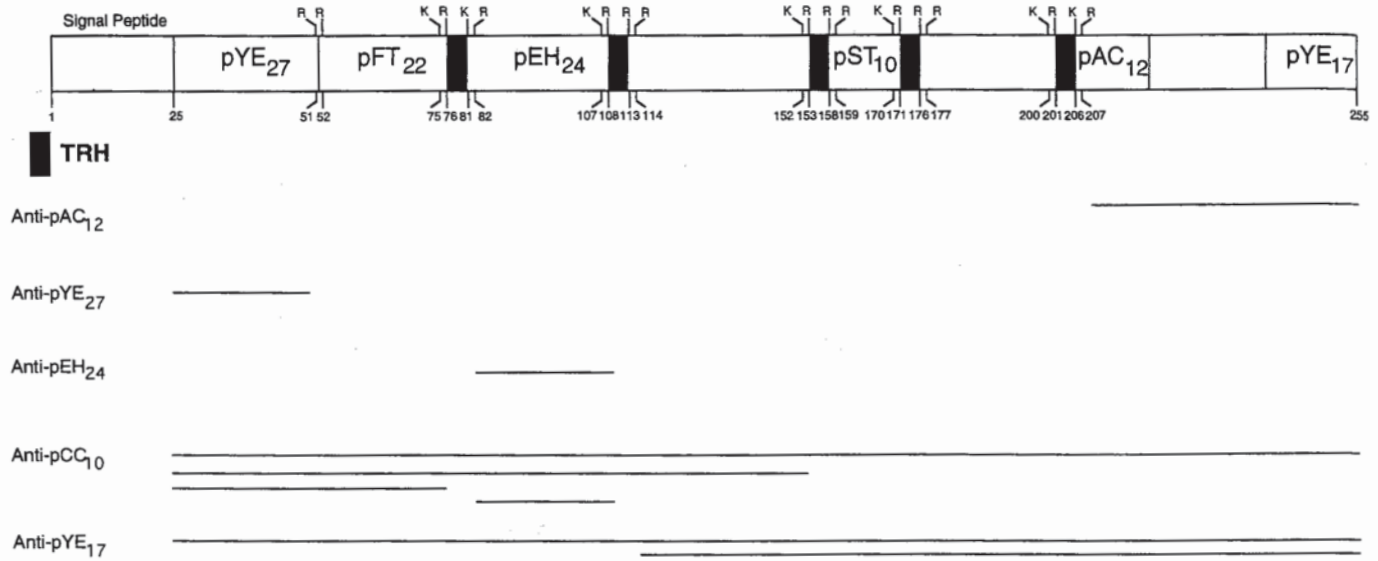 Signal Peptide R R K R K R K R R R K R R R K R R R K R K R
pYE27 pFT22 pEH24 pST10 pAC12 pYE17
1 25 51 52 75 76 81 82 107 108 113 114 152 153 158 159 170 171 176 177 200 201 206 207 255
TRH
Anti-pAC12
Anti-pYE27
Anti-pEH24
Anti-pCC10
Anti-pYE17